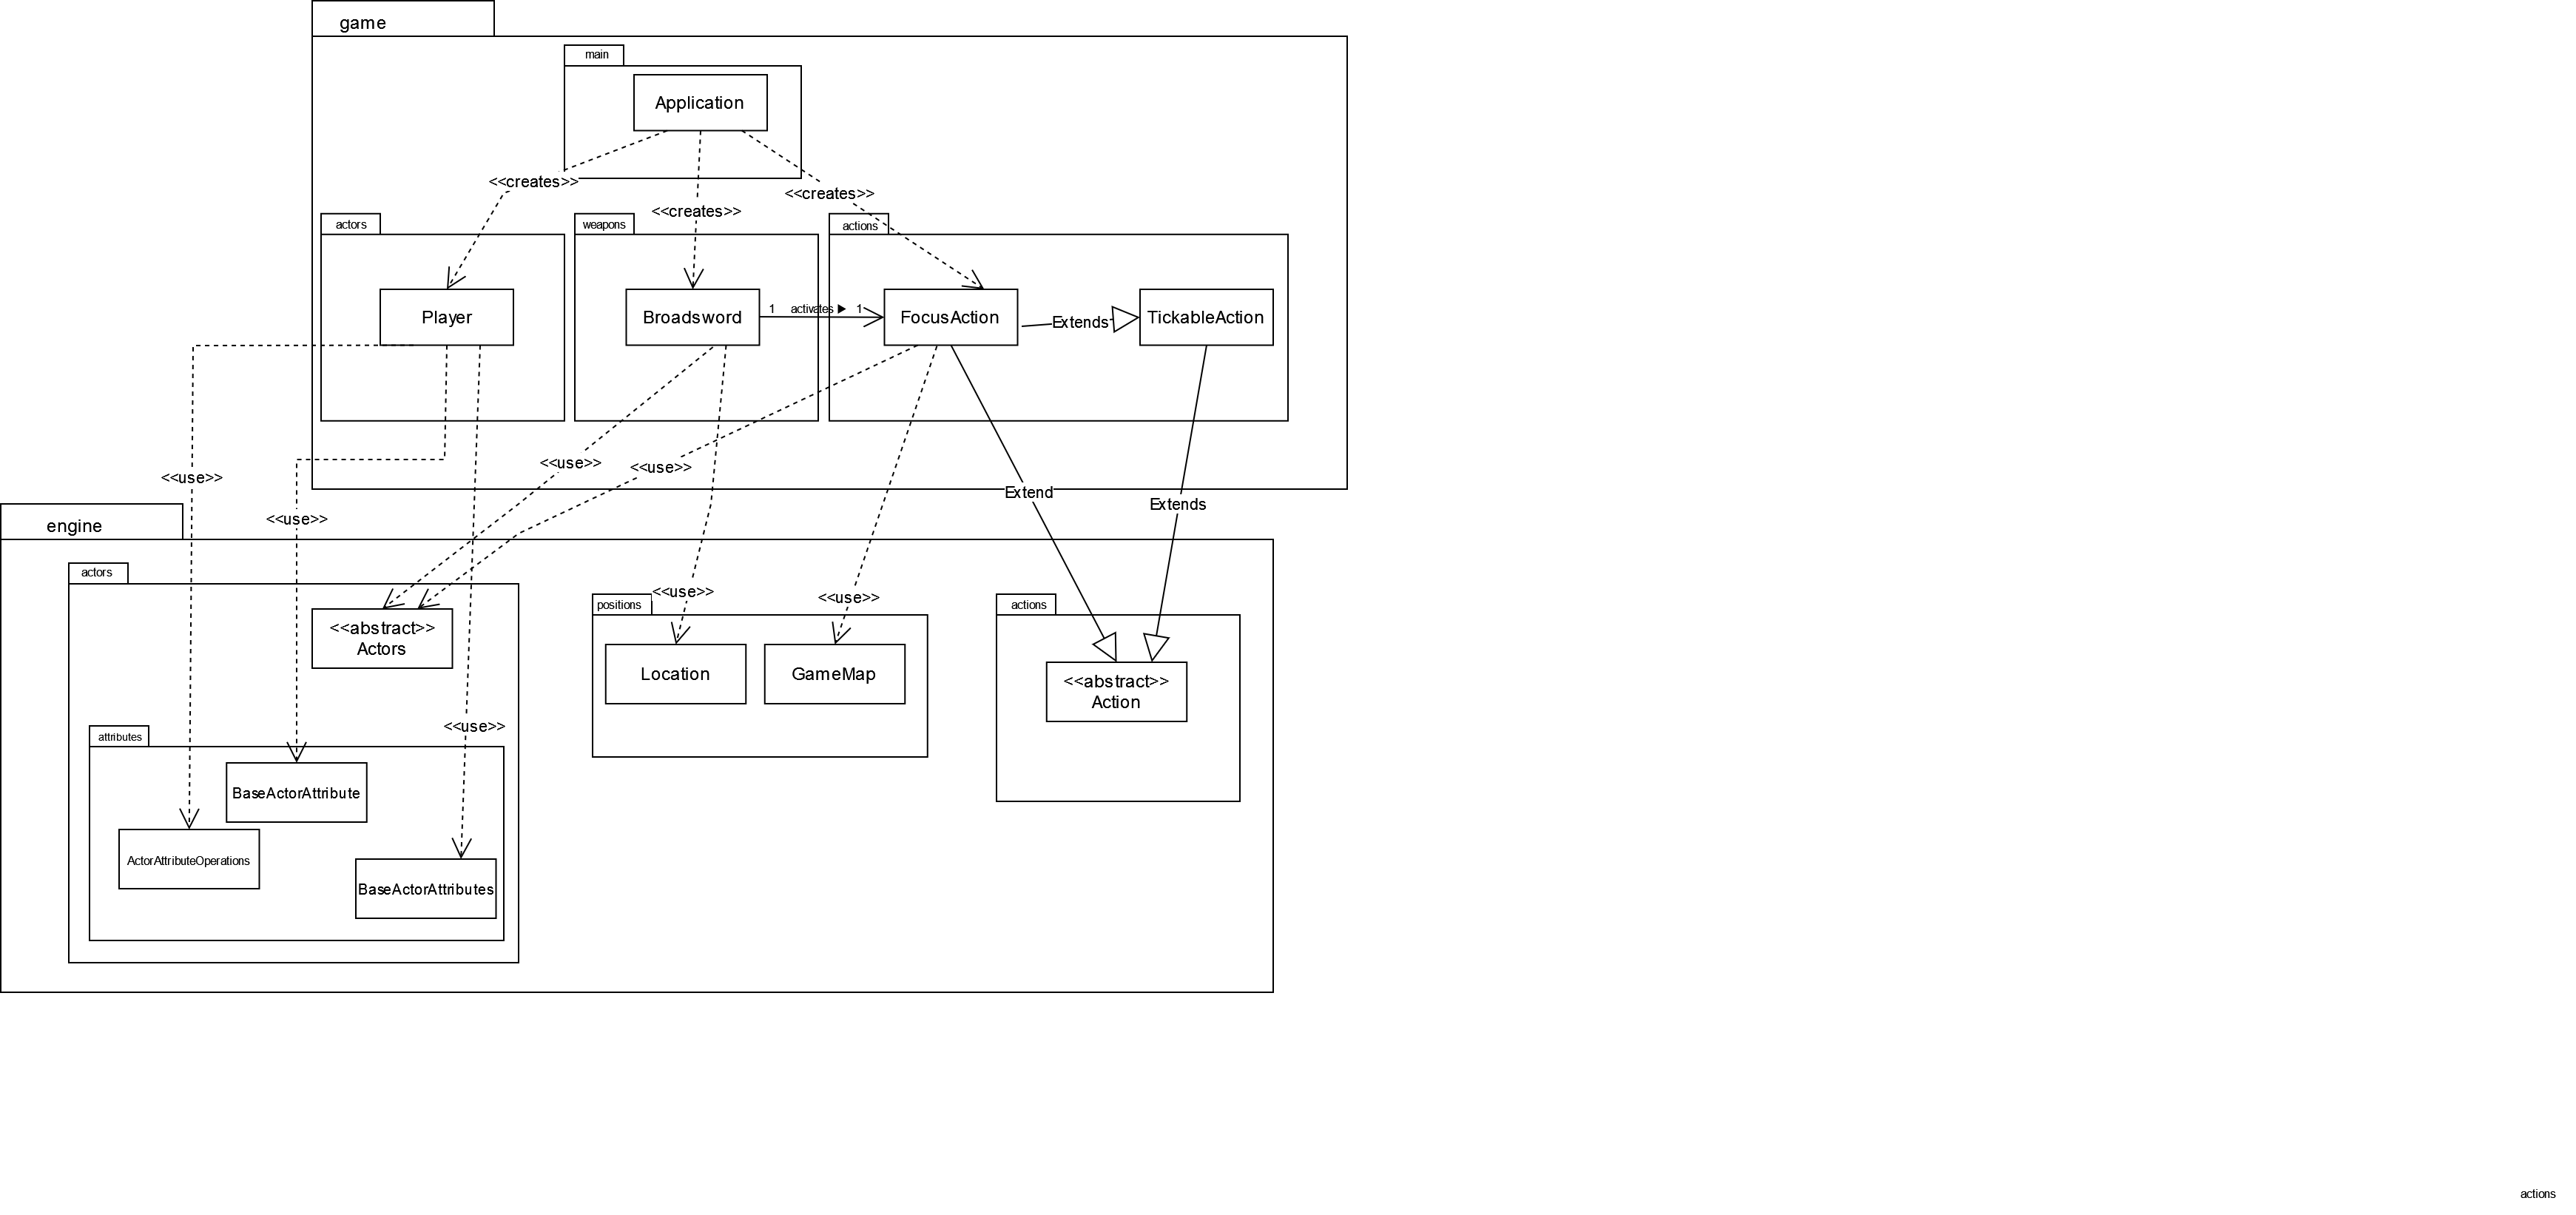 game
main
Application
<<creates>>
<<creates>>
<<creates>>
actors
weapons
actions
Player
Broadsword
1
activates ▶
1
FocusAction
Extends
TickableAction
<<use>>
<<use>>
<<use>>
<<use>>
Extend
Extends
engine
actors
<<abstract>>
Actors
<<use>>
<<use>>
positions
actions
Location
GameMap
<<abstract>>
Action
<<use>>
attributes
BaseActorAttribute
ActorAttributeOperations
BaseActorAttributes
actions